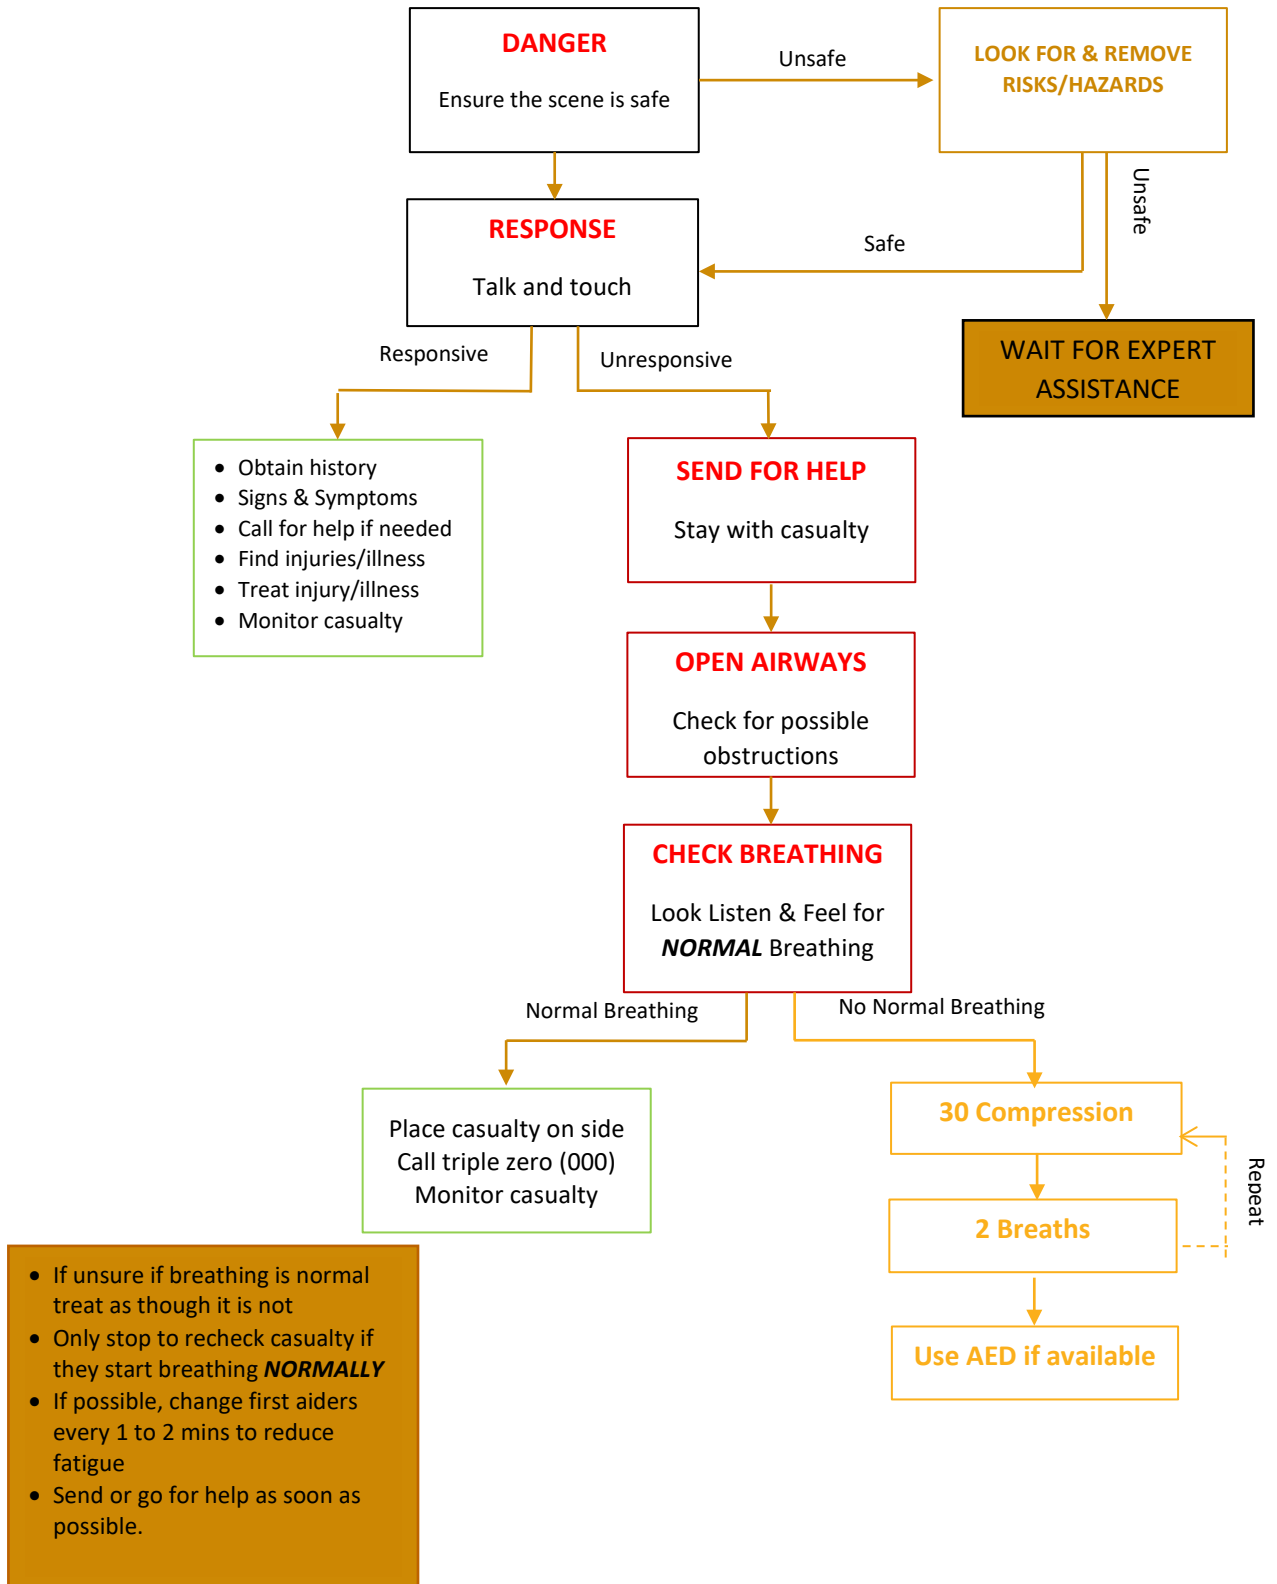 DANGER
Ensure the scene is safe
Unsafe
LOOK FOR & REMOVE
RISKS/HAZARDS
Unsafe
Safe
RESPONSE
Talk and touch
WAIT FOR EXPERT
ASSISTANCE
Responsive
Unresponsive
• Obtain history
• Signs & Symptoms
• Call for help if needed
• Find injuries/illness
• Treat injury/illness
• Monitor casualty
SEND FOR HELP
Stay with casualty
OPEN AIRWAYS
Check for possible
obstructions
CHECK BREATHING
Look Listen & Feel for
NORMAL Breathing
Normal Breathing
No Normal Breathing
Place casualty on side
Call triple zero (000)
Monitor casualty
30 Compression
2 Breaths
Repeat
Use AED if available
• If unsure if breathing is normal
treat as though it is not
• Only stop to recheck casualty if
they start breathing NORMALLY
• If possible, change first aiders
every 1 to 2 mins to reduce
fatigue
• Send or go for help as soon as
possible.